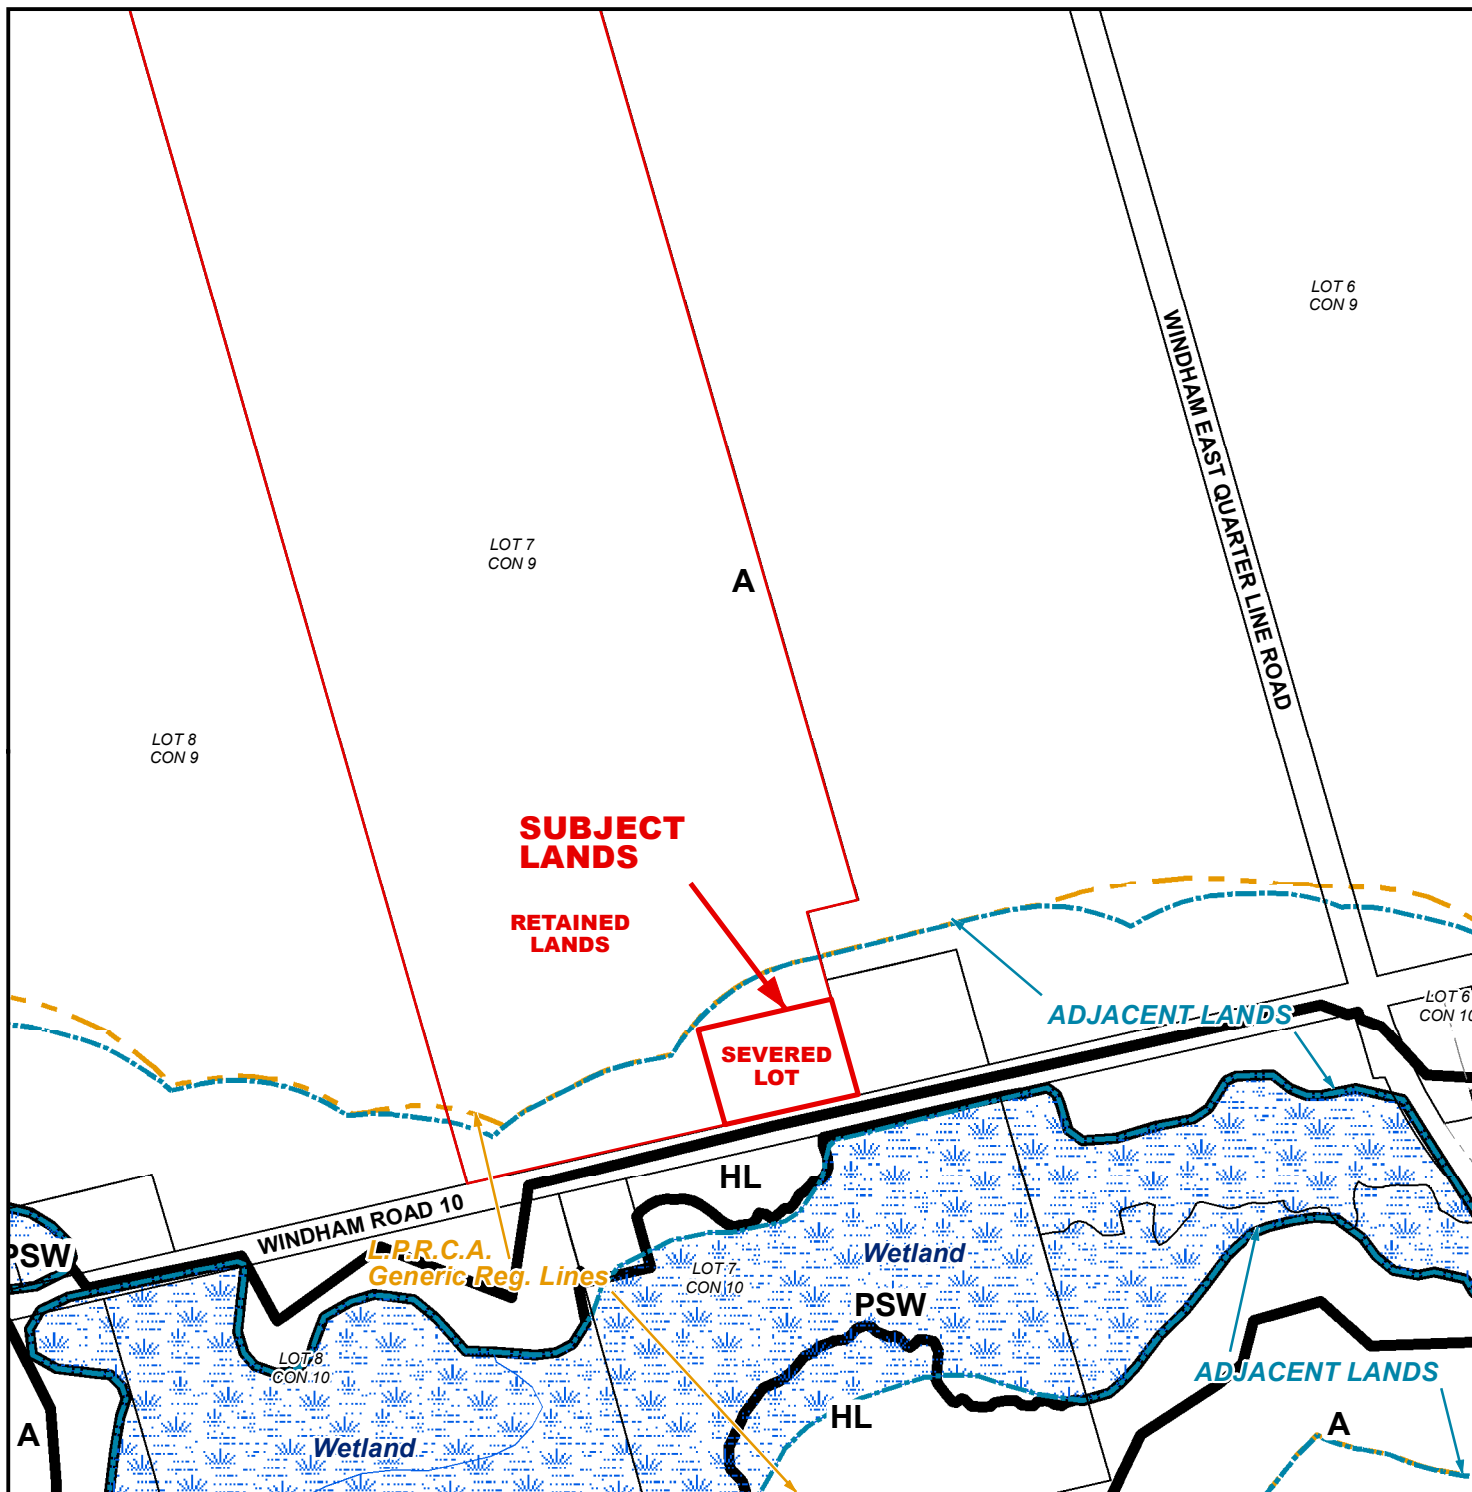 LOT 6
CON 9
WINDHAM EAST QUARTER LINE ROAD
LOT 7
CON 9
A
LOT 8
CON 9
SUBJECT
LANDS
RETAINED
LANDS
ADJACENT LANDS
LOT 6
CON 10
SEVERED
LOT
HL
WINDHAM ROAD 10
PSW
L.P.R.C.A.
Generic Reg. Lines
LOT 7
CON 10
Wetland
PSW
LOT 8
CON 10
ADJACENT LANDS
HL
A
A
Wetland